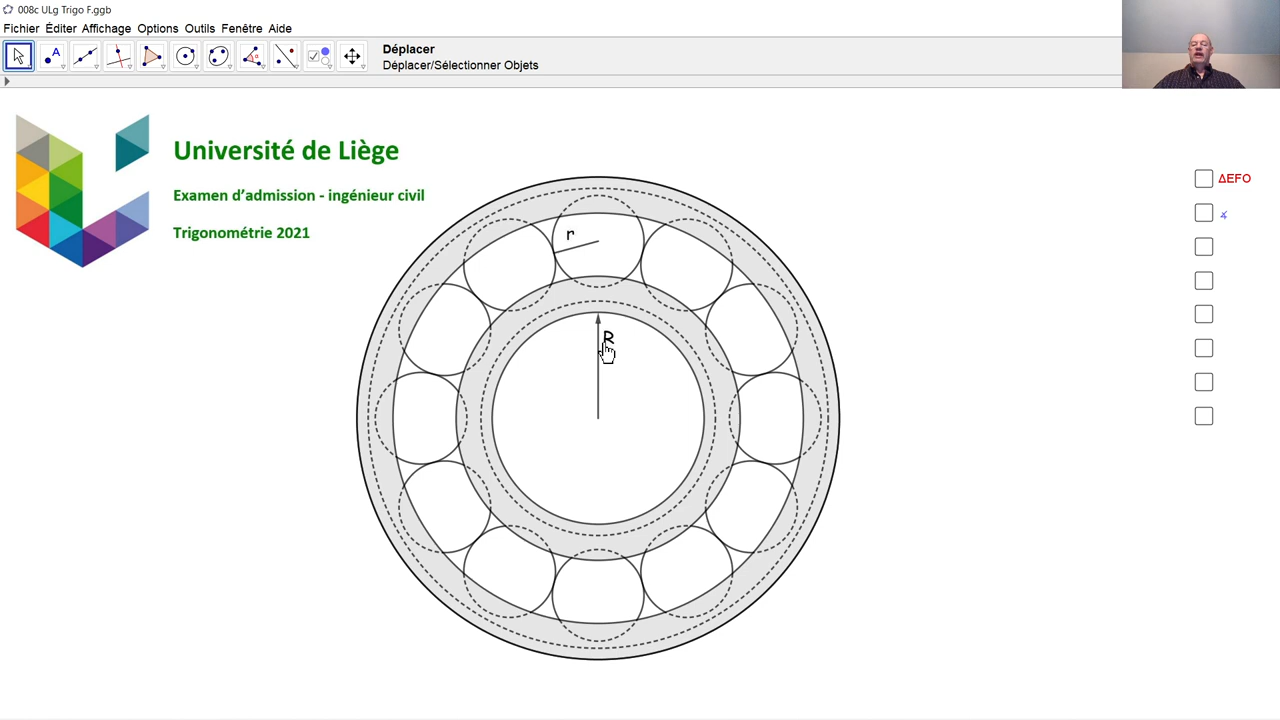 008c ULg Trigo F.ggb
Fichier Éditer Affichage Options Outils Fenêtre Aide
A
Déplacer
Déplacer/Sélectionner Objets
Université de Liège
Examen d'admission - ingénieur civil
Trigonométrie 2021
ΔEFO
∡
r
R